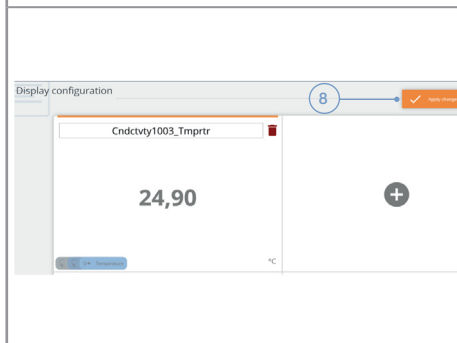 Display configuration
8
Apply change
Cndctvty1003_Tmprtr
24,90
Temperature
°C